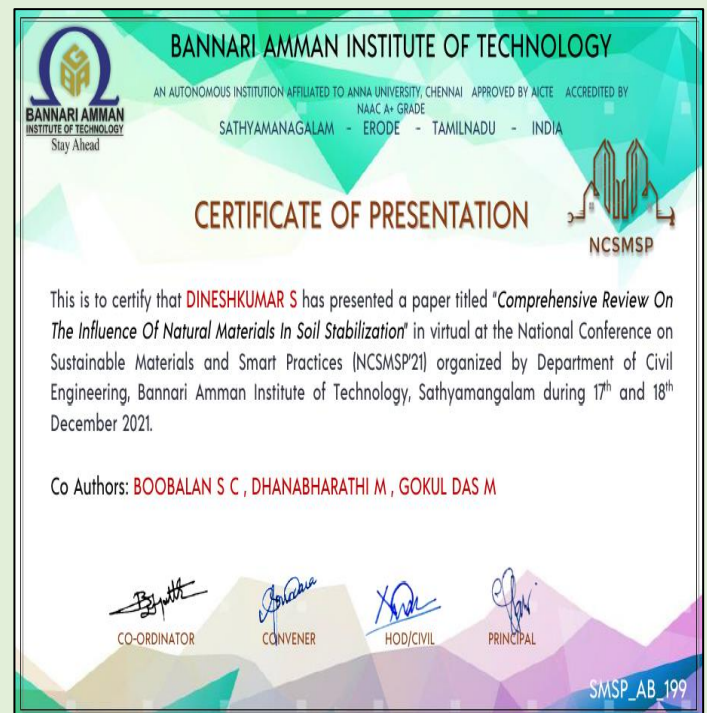 BANNARI AMMAN INSTITUTE OF TECHNOLOGY
AN AUTONOMOUS INSTITUTION AFFILIATED TO ANNA UNIVERSITY, CHENNAI APPROVED BY AICTE ACCREDITED BY
NAAC A+ GRADE
SATHYAMANAGALAM - ERODE - TAMILNADU - INDIA
BANNARI AMMAN
INSTITUTE OF TECHNOLOGY
Stay Ahead
CERTIFICATE OF PRESENTATION
NCSMSP
This is to certify that DINESHKUMAR S has presented a paper titled "Comprehensive Review On
The Influence Of Natural Materials In Soil Stabilization" in virtual at the National Conference on
Sustainable Materials and Smart Practices (NCSMSP'21) organized by Department of Civil
Engineering, Bannari Amman Institute of Technology, Sathyamangalam during 17th and 18th
December 2021.
Co Authors: BOOBALAN S C , DHANABHARATHI M , GOKUL DAS M
CO-ORDINATOR CONVENER HOD/CIVIL PRINCIPAL
SMSP_AB_199